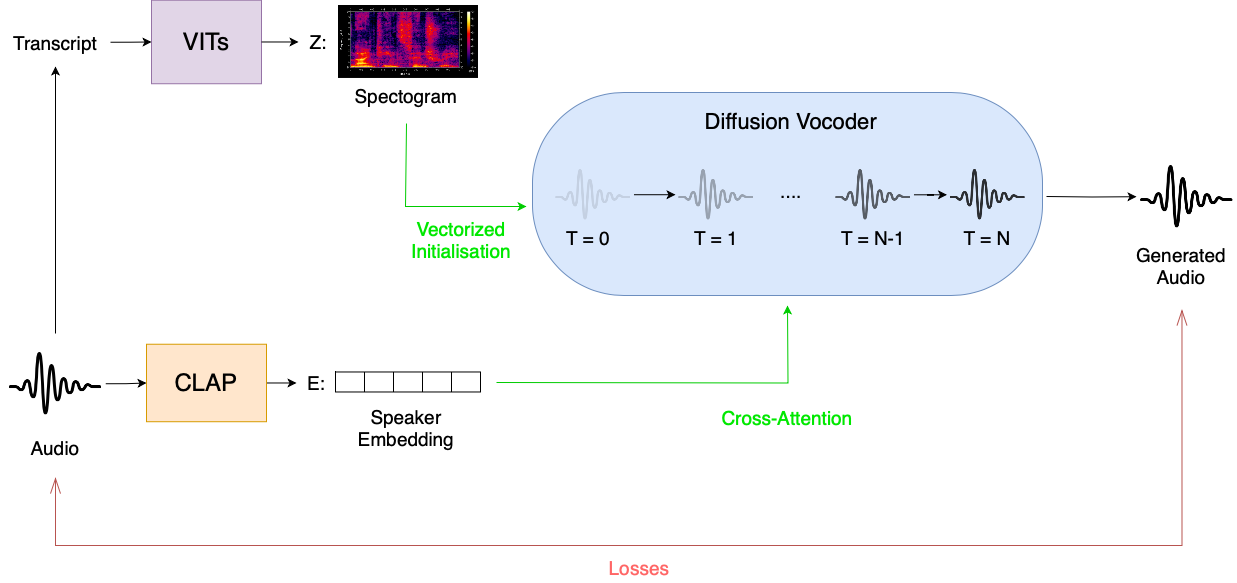 Transcript
VITs
Z:
Spectogram
Diffusion Vocoder
T = 0
T = 1
....
T = N-1
T = N
Vectorized
Initialisation
Generated
Audio
CLAP
E:
Speaker
Embedding
Cross-Attention
Audio
Losses